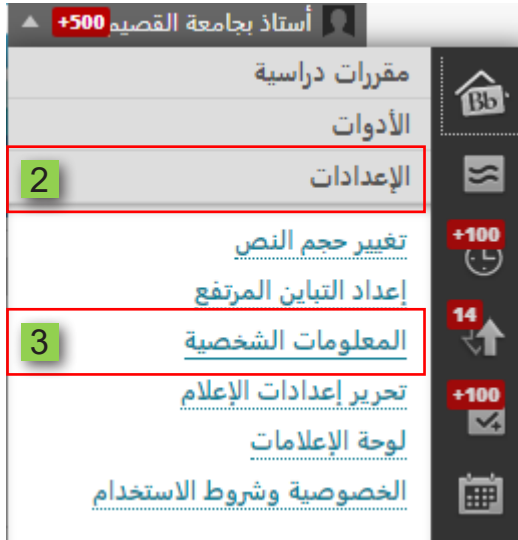 أستاذ بجامعة القصيم +500
مقررات دراسية
Bb
الأدوات
2 الإعدادات
تغيير حجم النص
+100
إعداد التباين المرتفع
14
3 المعلومات الشخصية
تحرير إعدادات الإعلام
+100
لوحة الإعلامات
الخصوصية وشروط الاستخدام